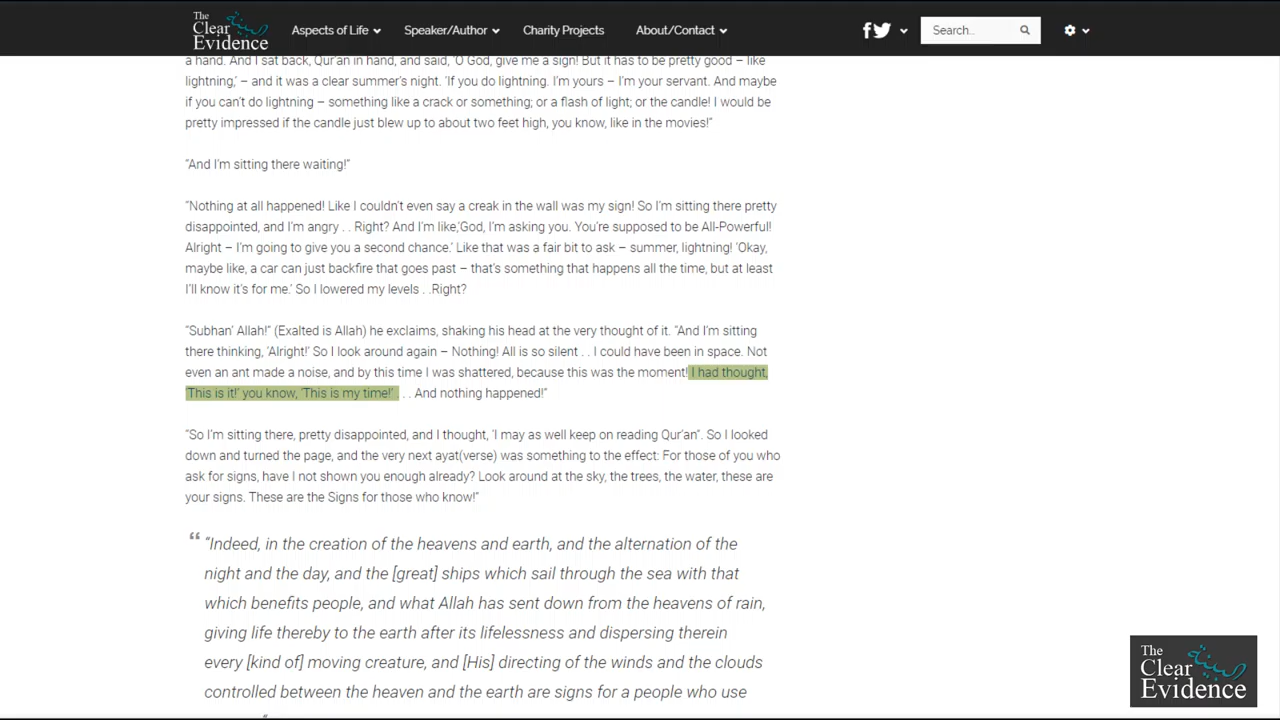 The
Clear
Evidence
Aspects of Life
Speaker/Author
Charity Projects
About/Contact
Search...
a hand. And I sat back, Qur'an in hand, and said, 'O God, give me a sign! But it has to be pretty good – like
lightning,' – and it was a clear summer's night. 'If you do lightning. I'm yours – I'm your servant. And maybe
if you can't do lightning – something like a crack or something; or a flash of light; or the candle! I would be
pretty impressed if the candle just blew up to about two feet high, you know, like in the movies!"
"And I'm sitting there waiting!"
"Nothing at all happened! Like I couldn't even say a creak in the wall was my sign! So I'm sitting there pretty
disappointed, and I'm angry . . Right? And I'm like,'God, I'm asking you. You're supposed to be All-Powerful!
Alright – I'm going to give you a second chance.' Like that was a fair bit to ask – summer, lightning! 'Okay,
maybe like, a car can just backfire that goes past – that's something that happens all the time, but at least
I'll know it's for me.' So I lowered my levels . .Right?
"Subhan' Allah!" (Exalted is Allah) he exclaims, shaking his head at the very thought of it. "And I'm sitting
there thinking, 'Alright!' So I look around again – Nothing! All is so silent . . I could have been in space. Not
even an ant made a noise, and by this time I was shattered, because this was the moment! I had thought,
'This is it!' you know, 'This is my time!' . . . And nothing happened!"
"So I'm sitting there, pretty disappointed, and I thought, 'I may as well keep on reading Qur'an". So I looked
down and turned the page, and the very next ayat(verse) was something to the effect: For those of you who
ask for signs, have I not shown you enough already? Look around at the sky, the trees, the water, these are
your signs. These are the Signs for those who know!"
"Indeed, in the creation of the heavens and earth, and the alternation of the
night and the day, and the [great] ships which sail through the sea with that
which benefits people, and what Allah has sent down from the heavens of rain,
giving life thereby to the earth after its lifelessness and dispersing therein
every [kind of] moving creature, and [His] directing of the winds and the clouds
controlled between the heaven and the earth are signs for a people who use
The
Clear
Evidence